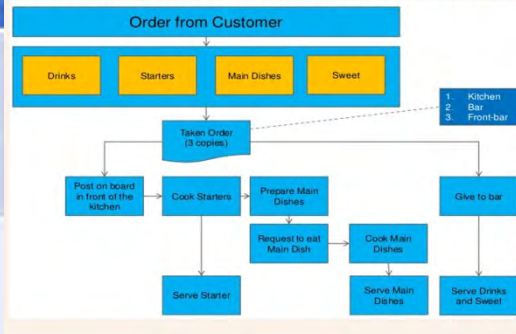 Order from Customer
Drinks
Starters
Main Dishes
Sweet
1. Kitchen
2. Bar
3. Front-bar
Taken Order
(3 copies)
Post on board
in front of the
kitchen
Cook Starters
Prepare Main
Dishes
Give to bar
Request to eat
Main Dish
Cook Main
Dishes
Serve Starter
Serve Main
Dishes
Serve Drinks
and Sweet